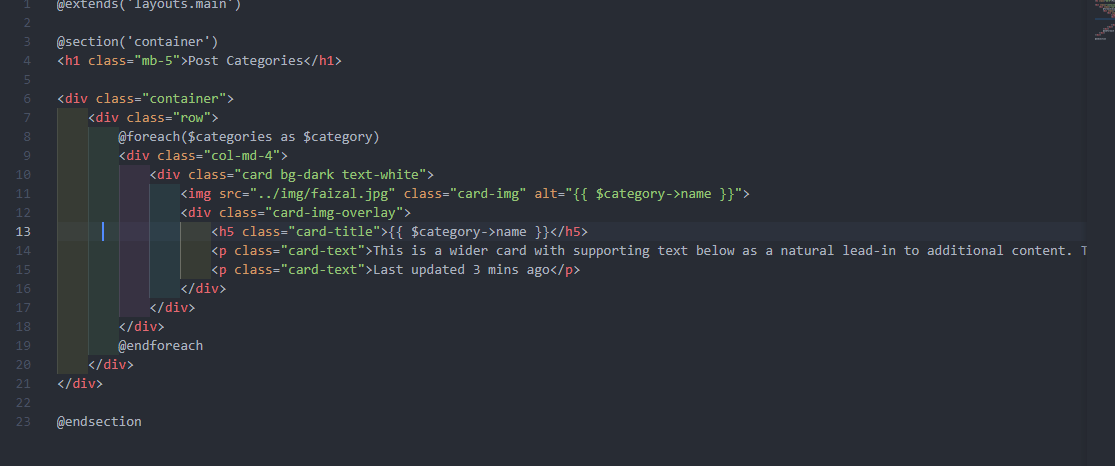 1 @extends('layouts.main')
2
3 @section('container')
4 <h1 class="mb-5">Post Categories</h1>
5
6 <div class="container">
7 <div class="row">
8 @foreach($categories as $category)
9 <div class="col-md-4">
10 <div class="card bg-dark text-white">
11 <img src="../img/faizal.jpg" class="card-img" alt="{{ $category->name }}">
12 <div class="card-img-overlay">
13 <h5 class="card-title">{{ $category->name }}</h5>
14 <p class="card-text">This is a wider card with supporting text below as a natural lead-in to additional content. T
15 <p class="card-text">Last updated 3 mins ago</p>
16 </div>
17 </div>
18 </div>
19 @endforeach
20 </div>
21 </div>
22
23 @endsection